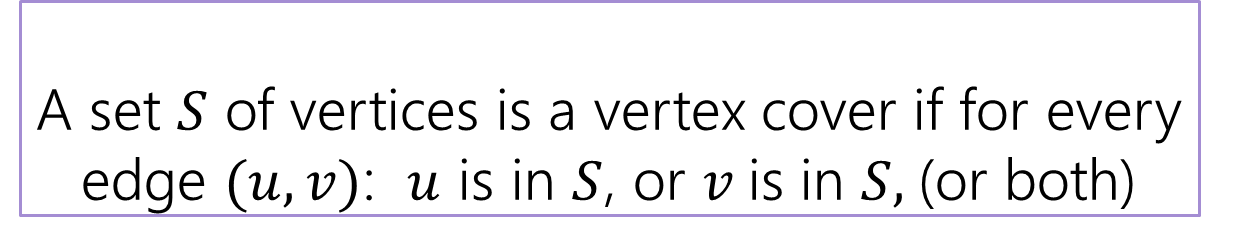 A set 𝑆 of vertices is a vertex cover if for every
edge (𝑢, 𝑣): 𝑢 is in 𝑆, or 𝑣 is in 𝑆, (or both)